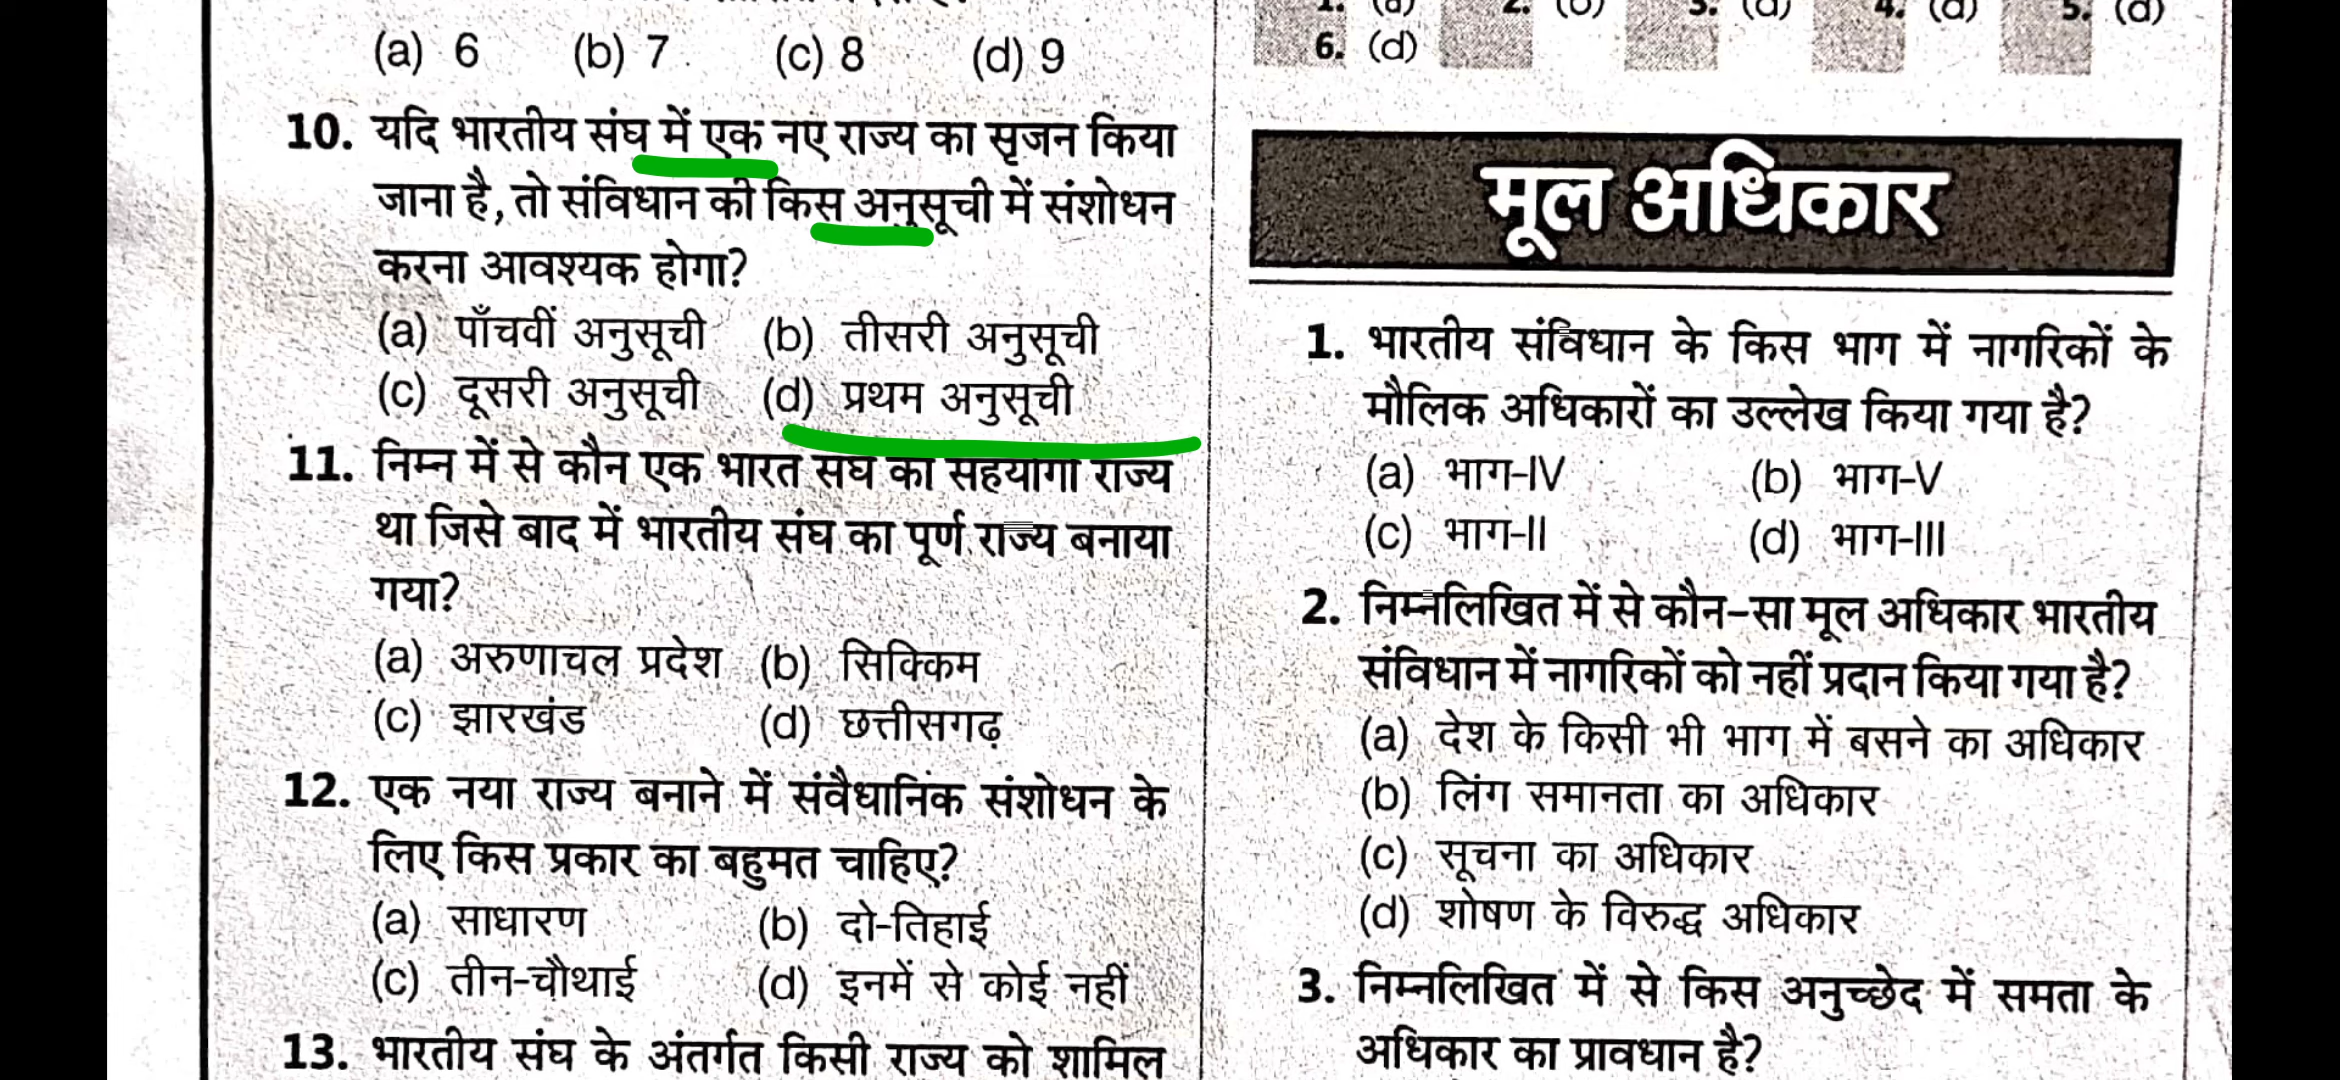 (a) 6 (b) 7 (c) 8 (d) 9
10. यदि भारतीय संघ में एक नए राज्य का सृजन किया
जाना है, तो संविधान की किस अनुसूची में संशोधन
करना आवश्यक होगा?
(a) पाँचवीं अनुसूची (b) तीसरी अनुसूची
(c) दूसरी अनुसूची (d) प्रथम अनुसूची
11. निम्न में से कौन एक भारत संघ का सहयोगी राज्य
था जिसे बाद में भारतीय संघ का पूर्ण राज्य बनाया
गया?
(a) अरुणाचल प्रदेश (b) सिक्किम
(c) झारखंड (d) छत्तीसगढ़
12. एक नया राज्य बनाने में संवैधानिक संशोधन के
लिए किस प्रकार का बहुमत चाहिए?
(a) साधारण (b) दो-तिहाई
(c) तीन-चौथाई (d) इनमें से कोई नहीं
13. भारतीय संघ के अंतर्गत किसी राज्य को शामिल
6. (d)
मूल अधिकार
1. भारतीय संविधान के किस भाग में नागरिकों के
मौलिक अधिकारों का उल्लेख किया गया है?
(a) भाग-IV (b) भाग-V
(c) भाग-II (d) भाग-III
2. निम्नलिखित में से कौन-सा मूल अधिकार भारतीय
संविधान में नागरिकों को नहीं प्रदान किया गया है?
(a) देश के किसी भी भाग में बसने का अधिकार
(b) लिंग समानता का अधिकार
(c) सूचना का अधिकार
(d) शोषण के विरुद्ध अधिकार
3. निम्नलिखित में से किस अनुच्छेद में समता के
अधिकार का प्रावधान है?